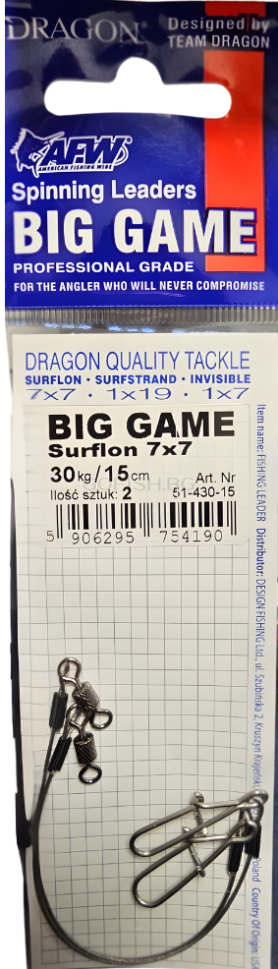 DRAGON
Designed by
TEAM DRAGON
AFW
AMERICAN FISHING WIRE
Spinning Leaders
BIG GAME
PROFESSIONAL GRADE
FOR THE ANGLER WHO WILL NEVER COMPROMISE
DRAGON QUALITY TACKLE
SURFLON • SURFSTRAND • INVISIBLE
7x7 • 1x19 • 1x7
BIG GAME
Surflon 7x7
30kg/15cm
Art. Nr
Ilość sztuk: 2
51-430-15
5 906295 754190
Item name: FISHING LEADER Distributor: DESIGN FISHING Ltd., ul. Szubińska 2, Kruszyn Krajeński
Poland Country Of Origin: USA